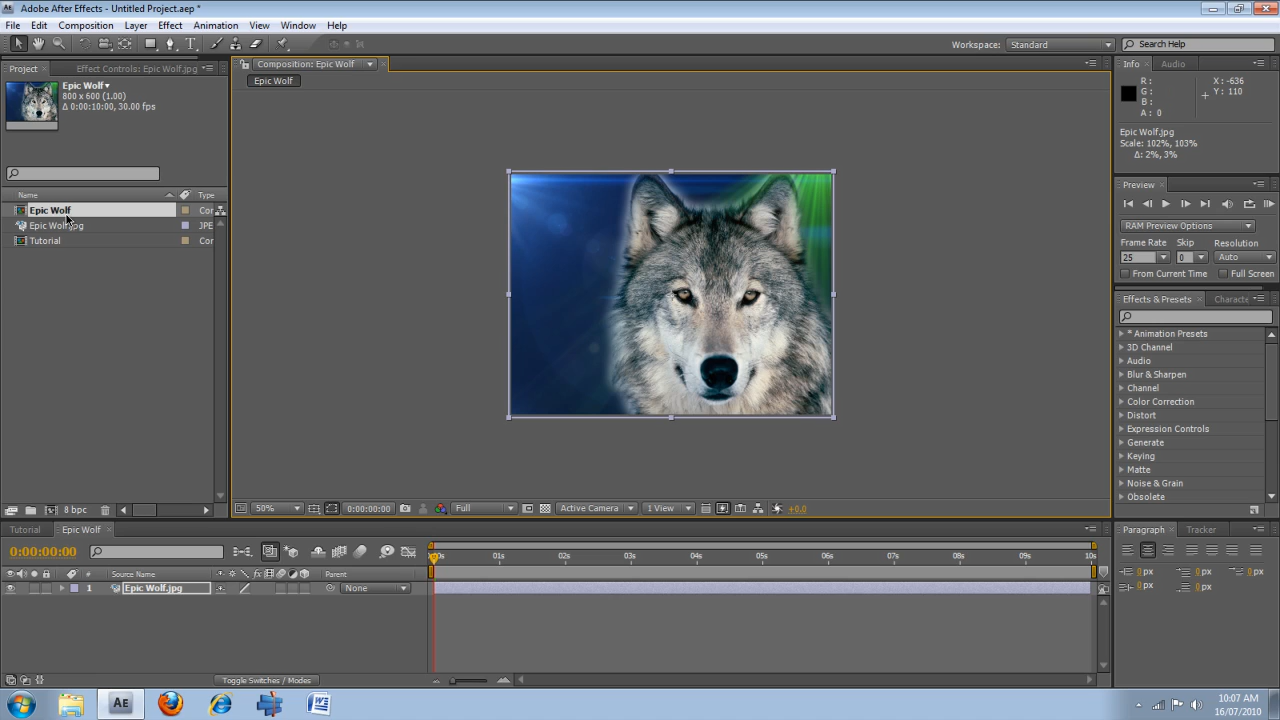 Adobe After Effects - Untitled Project.aep *
File Edit Composition Layer Effect Animation View Window Help
Workspace: Standard Search Help
Project Effect Controls: Epic Wolf.jpg
Epic Wolf
800 x 600 (1.00)
Δ 0:00:10:00, 30.00 fps
Name Type
Epic Wolf Cor
Epic Wolf.jpg JPE
Tutorial Cor
8 bpc
Composition: Epic Wolf
Epic Wolf
50% 0:00:00:00 Full Active Camera 1 View +0.0
Info Audio
R :
G :
B :
A : 0
X : -636
Y : 110
Epic Wolf.jpg
Scale: 102%, 103%
Δ: 2%, 3%
Preview
RAM Preview Options
Frame Rate Skip Resolution
25 0 Auto
From Current Time Full Screen
Effects & Presets Characte
* Animation Presets
3D Channel
Audio
Blur & Sharpen
Channel
Color Correction
Distort
Expression Controls
Generate
Keying
Matte
Noise & Grain
Obsolete
Tutorial Epic Wolf
0:00:00:00
01s 02s 03s 04s 05s 06s 07s 08s 09s 10s
# Source Name fx Parent
1 Epic Wolf.jpg None
Toggle Switches / Modes
Paragraph Tracker
0 px 0 px 0 px
0 px 0 px
AE
10:07 AM
16/07/2010